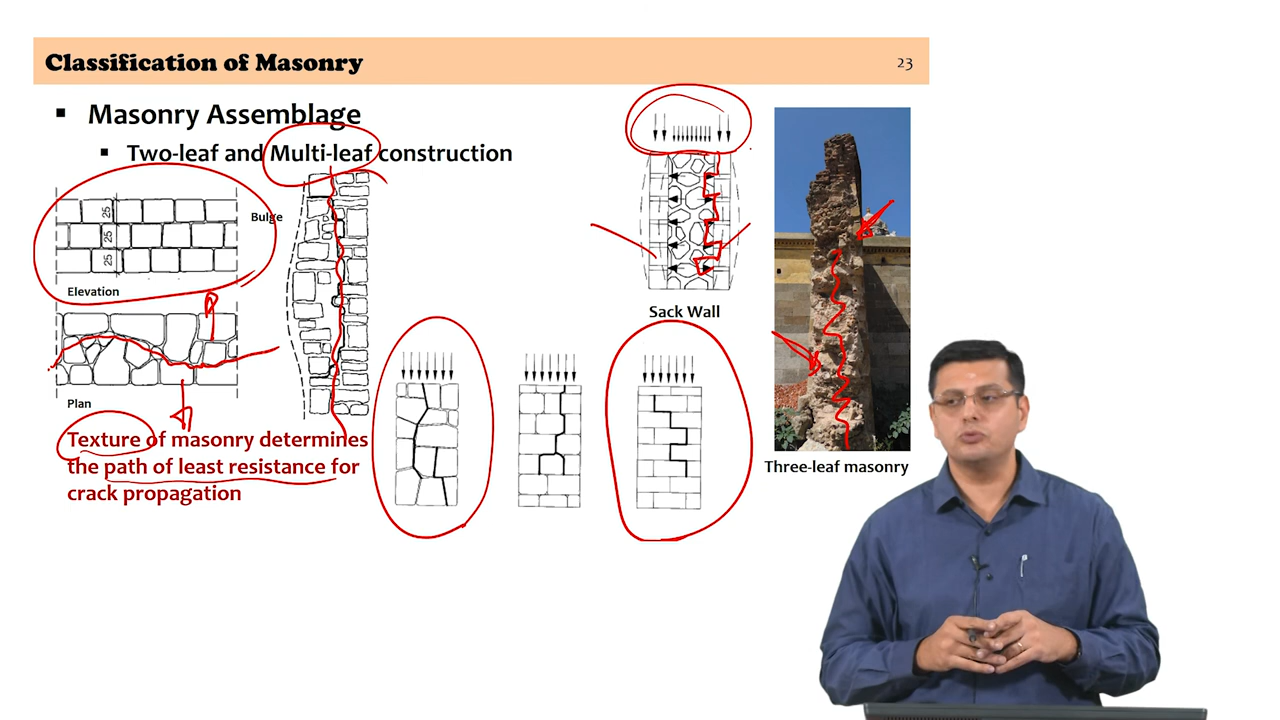 Classification of Masonry
23
▪ Masonry Assemblage
▪ Two-leaf and Multi-leaf construction
25
25
25
Bulge
Elevation
Plan
Sack Wall
Three-leaf masonry
Texture of masonry determines
the path of least resistance for
crack propagation